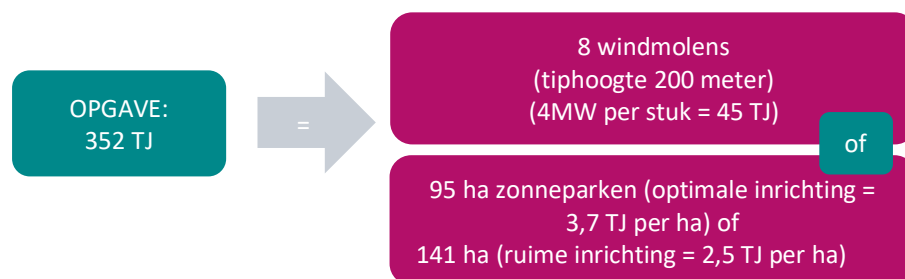 OPGAVE:
352 TJ
=
8 windmolens
(tiphoogte 200 meter)
(4MW per stuk = 45 TJ)
of
95 ha zonneparken (optimale inrichting =
3,7 TJ per ha) of
141 ha (ruime inrichting = 2,5 TJ per ha)